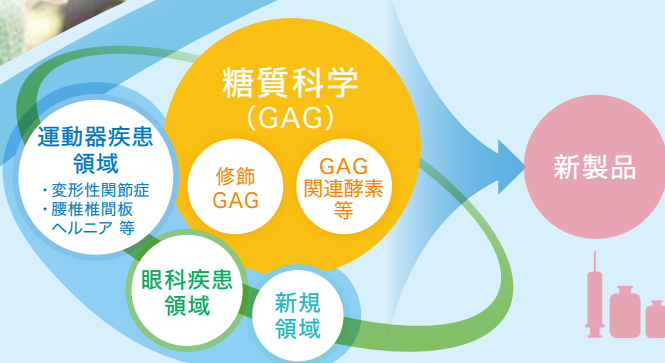 糖質科学
(GAG)
運動器疾患
領域
・変形性関節症
・腰椎椎間板
ヘルニア 等
修飾
GAG
GAG
関連酵素
等
眼科疾患
領域
新規
領域
新製品